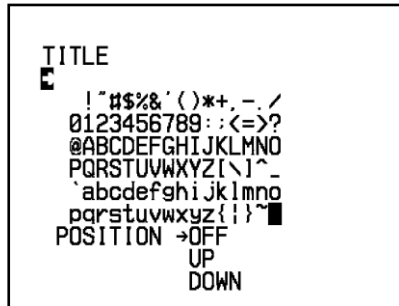 TITLE
!"#$%&'()*+,-./
0123456789:;<=>?
@ABCDEFGHIJKLMNO
PQRSTUVWXYZ[\]^_
`abcdefghijklmno
pqrstuvwxyz{¦}~█
POSITION →OFF
UP
DOWN